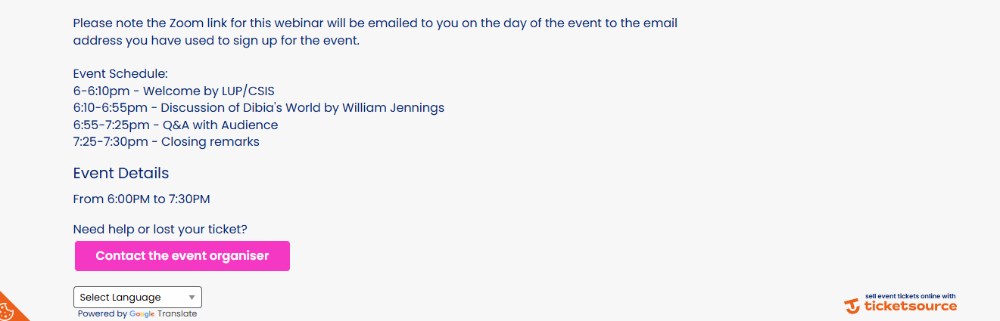 Please note the Zoom link for this webinar will be emailed to you on the day of the event to the email
address you have used to sign up for the event.
Event Schedule:
6-6:10pm - Welcome by LUP/CSIS
6:10-6:55pm - Discussion of Dibia's World by William Jennings
6:55-7:25pm - Q&A with Audience
7:25-7:30pm - Closing remarks
Event Details
From 6:00PM to 7:30PM
Need help or lost your ticket?
Contact the event organiser
Select Language
Powered by Google Translate
sell event tickets online with
ticketsource